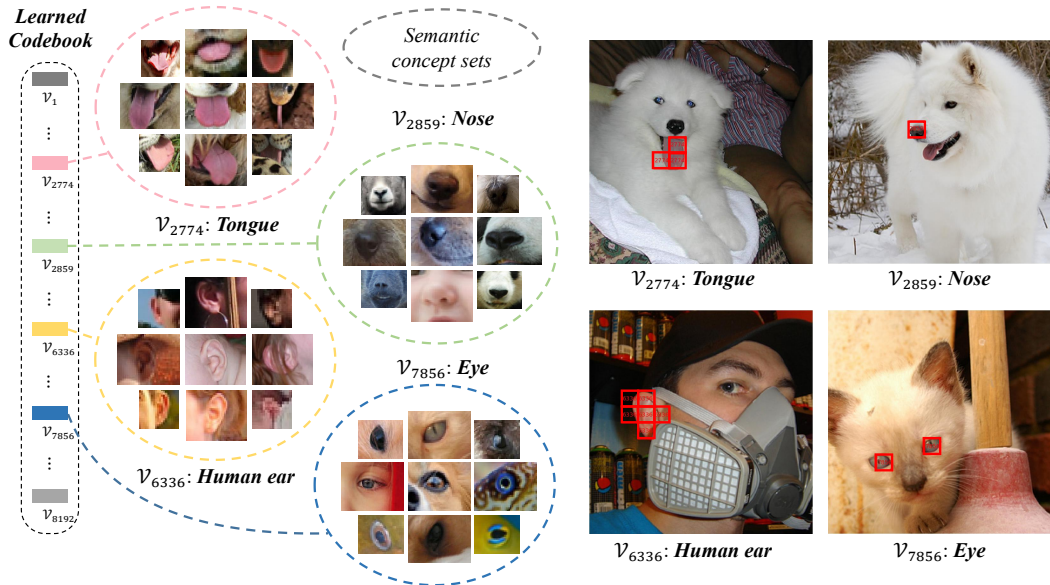 Learned
Codebook
𝒱1
⋮
𝒱2774
⋮
𝒱2859
⋮
𝒱6336
⋮
𝒱7856
⋮
𝒱8192
Semantic
concept sets
𝒱2774: Tongue
𝒱2859: Nose
𝒱6336: Human ear
𝒱7856: Eye
𝒱2774: Tongue
𝒱2859: Nose
𝒱6336: Human ear
𝒱7856: Eye